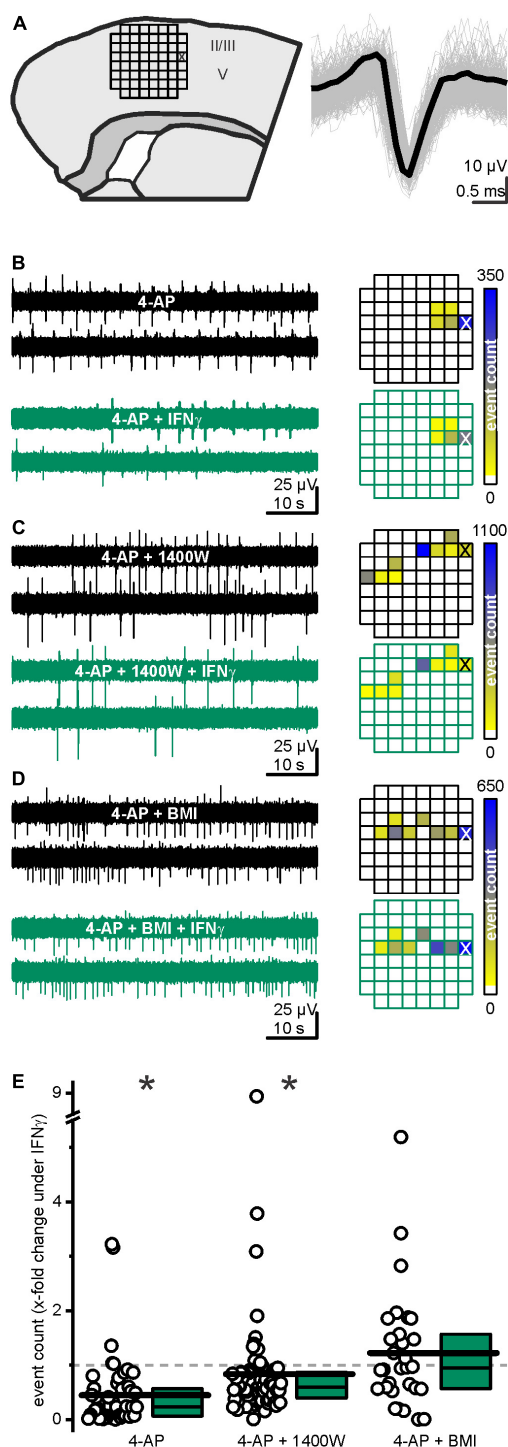 A
II/III
X
V
10 µV
0.5 ms
B
4-AP
350
event count
X
0
4-AP + IFNγ
X
25 µV
10 s
C
4-AP + 1400W
1100
event count
X
0
4-AP + 1400W + IFNγ
X
25 µV
10 s
D
4-AP + BMI
650
event count
X
0
4-AP + BMI + IFNγ
X
25 µV
10 s
E
event count (x-fold change under IFNγ)
9
4
2
1
0
*
*
4-AP
4-AP + 1400W
4-AP + BMI